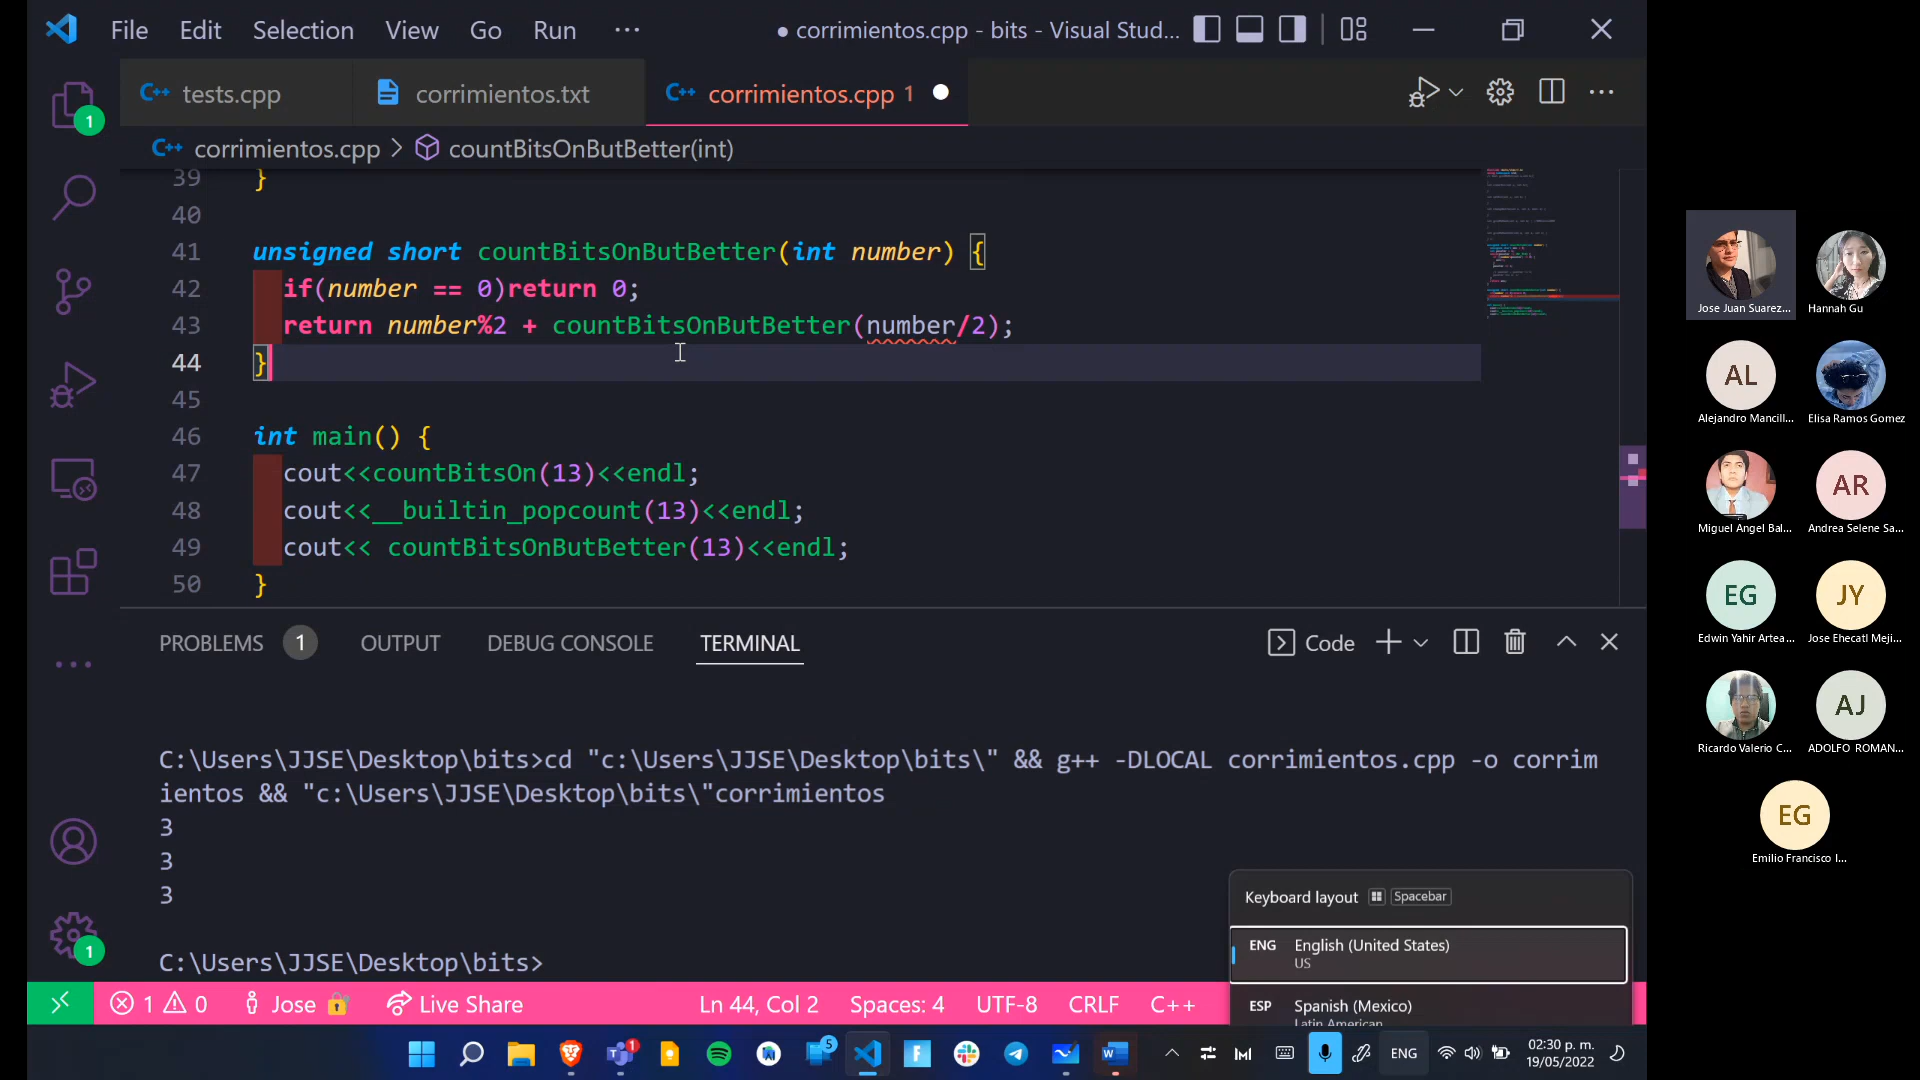 File Edit Selection View Go Run ···
● corrimientos.cpp - bits - Visual Stud...
C++ tests.cpp
corrimientos.txt
C++ corrimientos.cpp 1
C++ corrimientos.cpp > countBitsOnButBetter(int)
39 }
40
41 unsigned short countBitsOnButBetter(int number) {
42 if(number == 0)return 0;
43 return number%2 + countBitsOnButBetter(number/2);
44 }
45
46 int main() {
47 cout<<countBitsOn(13)<<endl;
48 cout<<__builtin_popcount(13)<<endl;
49 cout<< countBitsOnButBetter(13)<<endl;
50 }
PROBLEMS 1 OUTPUT DEBUG CONSOLE TERMINAL
Code
C:\Users\JJSE\Desktop\bits>cd "c:\Users\JJSE\Desktop\bits\" && g++ -DLOCAL corrimientos.cpp -o corrim
ientos && "c:\Users\JJSE\Desktop\bits\"corrimientos
3
3
3
C:\Users\JJSE\Desktop\bits>
Keyboard layout Spacebar
ENG English (United States)
US
ESP Spanish (Mexico)
Latin American
1 0 Jose Live Share Ln 44, Col 2 Spaces: 4 UTF-8 CRLF C++
1
1
1
5
ENG
02:30 p. m.
19/05/2022
Jose Juan Suarez...
Hannah Gu
AL
Alejandro Mancill...
Elisa Ramos Gomez
Miguel Angel Bal...
AR
Andrea Selene Sa...
EG
Edwin Yahir Artea...
JY
Jose Ehecatl Meji...
Ricardo Valerio C...
AJ
ADOLFO ROMAN...
EG
Emilio Francisco I...